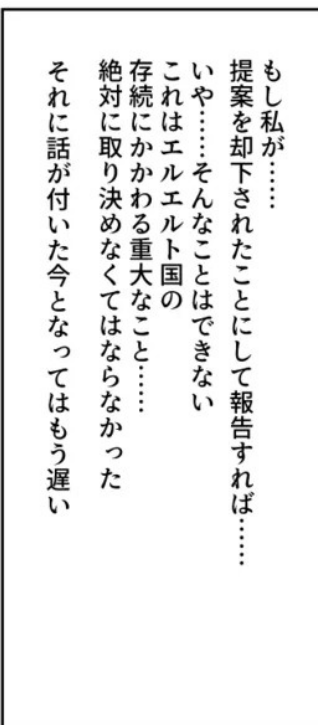 もし私が……
提案を却下されたことにして報告すれば……
いや……そんなことはできない
これはエルエルト国の
存続にかかわる重大なこと……
絶対に取り決めなくてはならなかった
それに話が付いた今となってはもう遅い